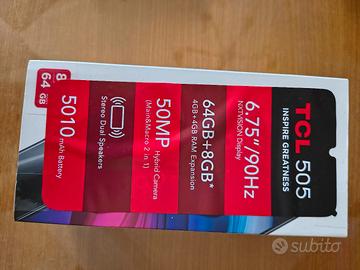 TCL 505
INSPIRE GREATNESS
6.75"/90Hz
NXTVISION Display
64GB+8GB*
4GB+4GB RAM Expansion
50MP
Hybrid Camera
(Main&Macro 2 in 1)
Stereo Dual Speakers
5010
mAh Battery
8
64 GB
subito